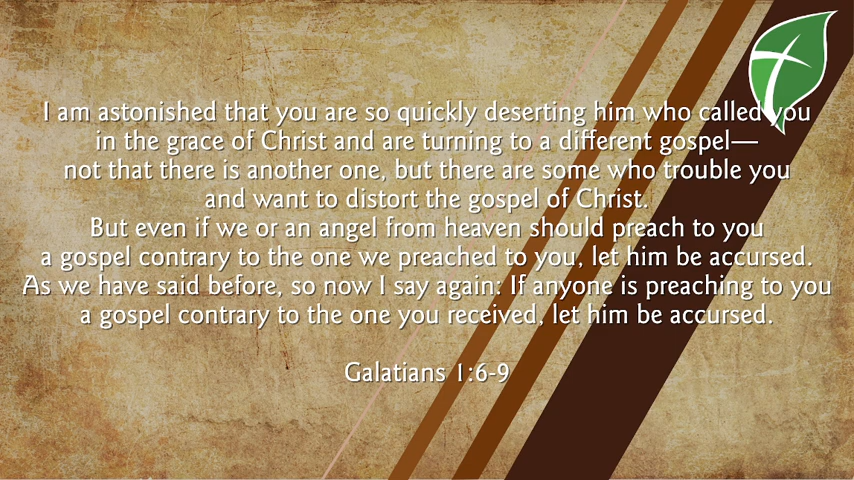 I am astonished that you are so quickly deserting him who called you
in the grace of Christ and are turning to a different gospel—
not that there is another one, but there are some who trouble you
and want to distort the gospel of Christ.
But even if we or an angel from heaven should preach to you
a gospel contrary to the one we preached to you, let him be accursed.
As we have said before, so now I say again: If anyone is preaching to you
a gospel contrary to the one you received, let him be accursed.
Galatians 1:6-9